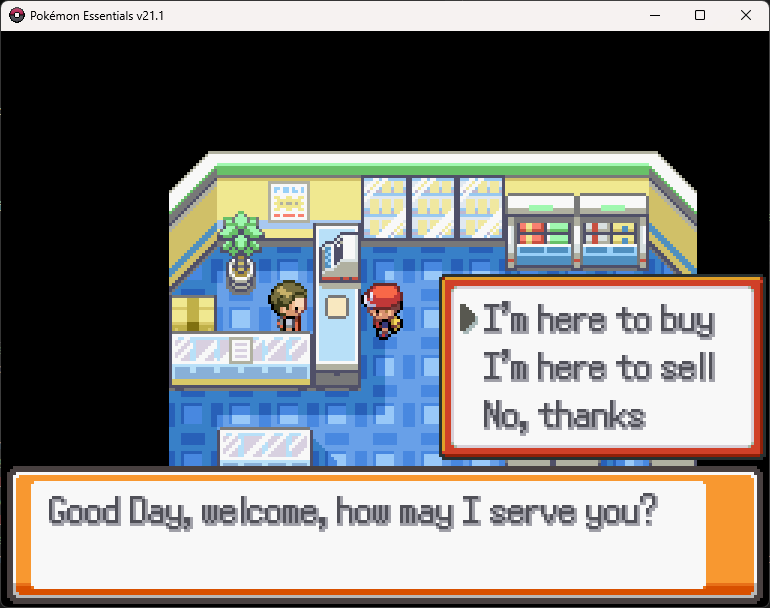 Pokémon Essentials v21.1
I'm here to buy
I'm here to sell
No, thanks
Good Day, welcome, how may I serve you?